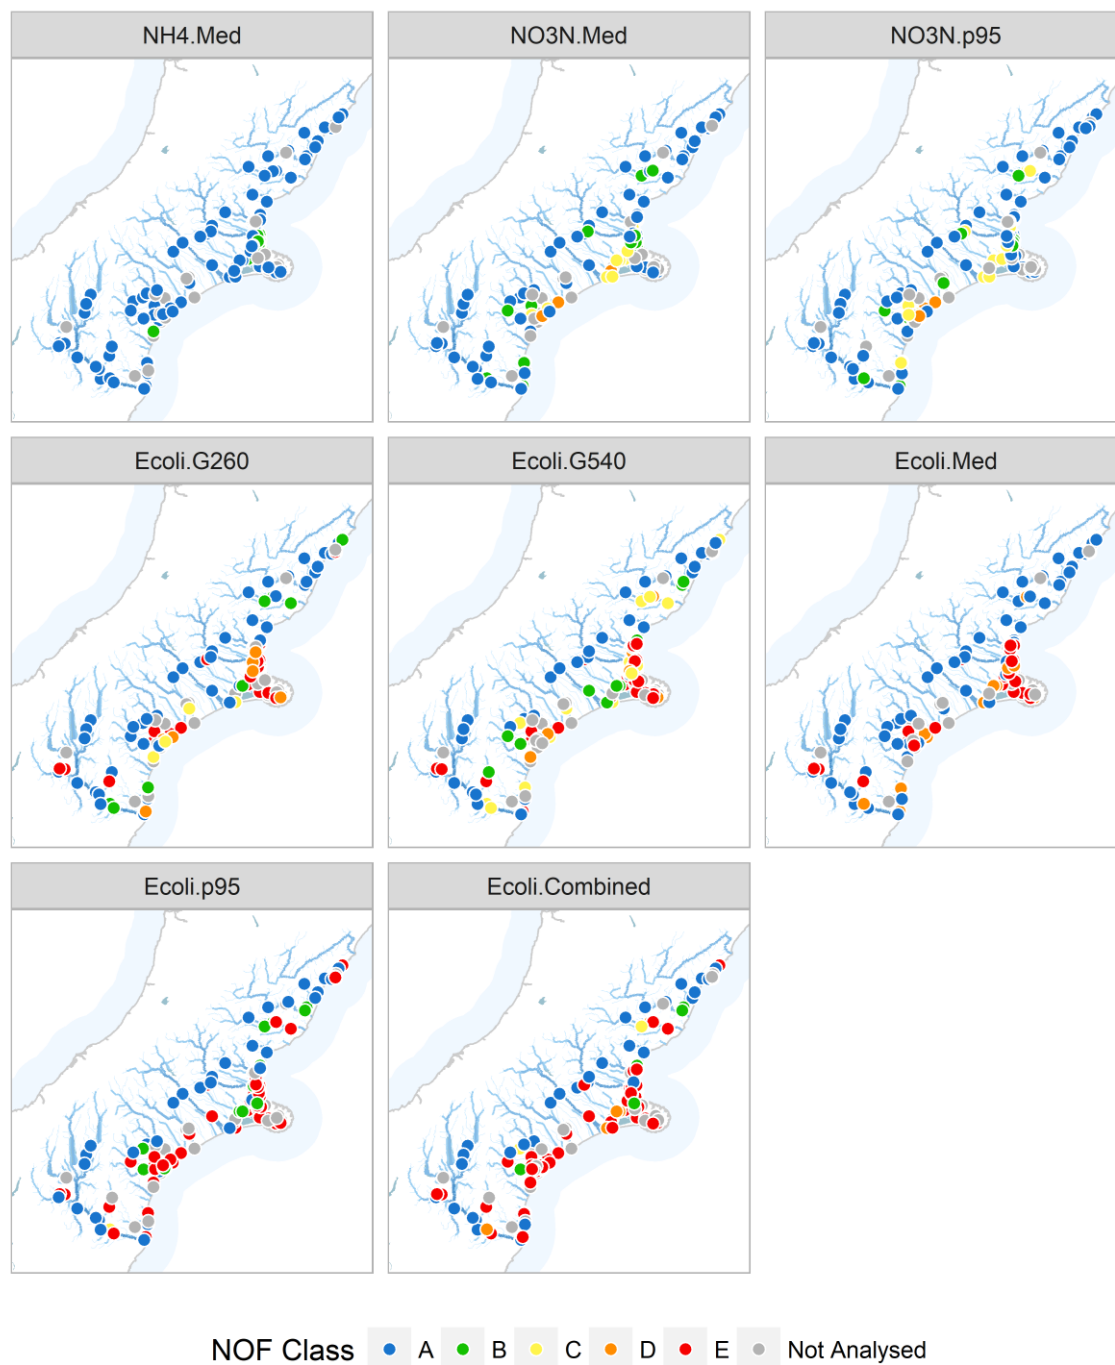 NH4.Med NO3N.Med NO3N.p95
Ecoli.G260 Ecoli.G540 Ecoli.Med
Ecoli.p95 Ecoli.Combined
NOF Class A B C D E Not Analysed